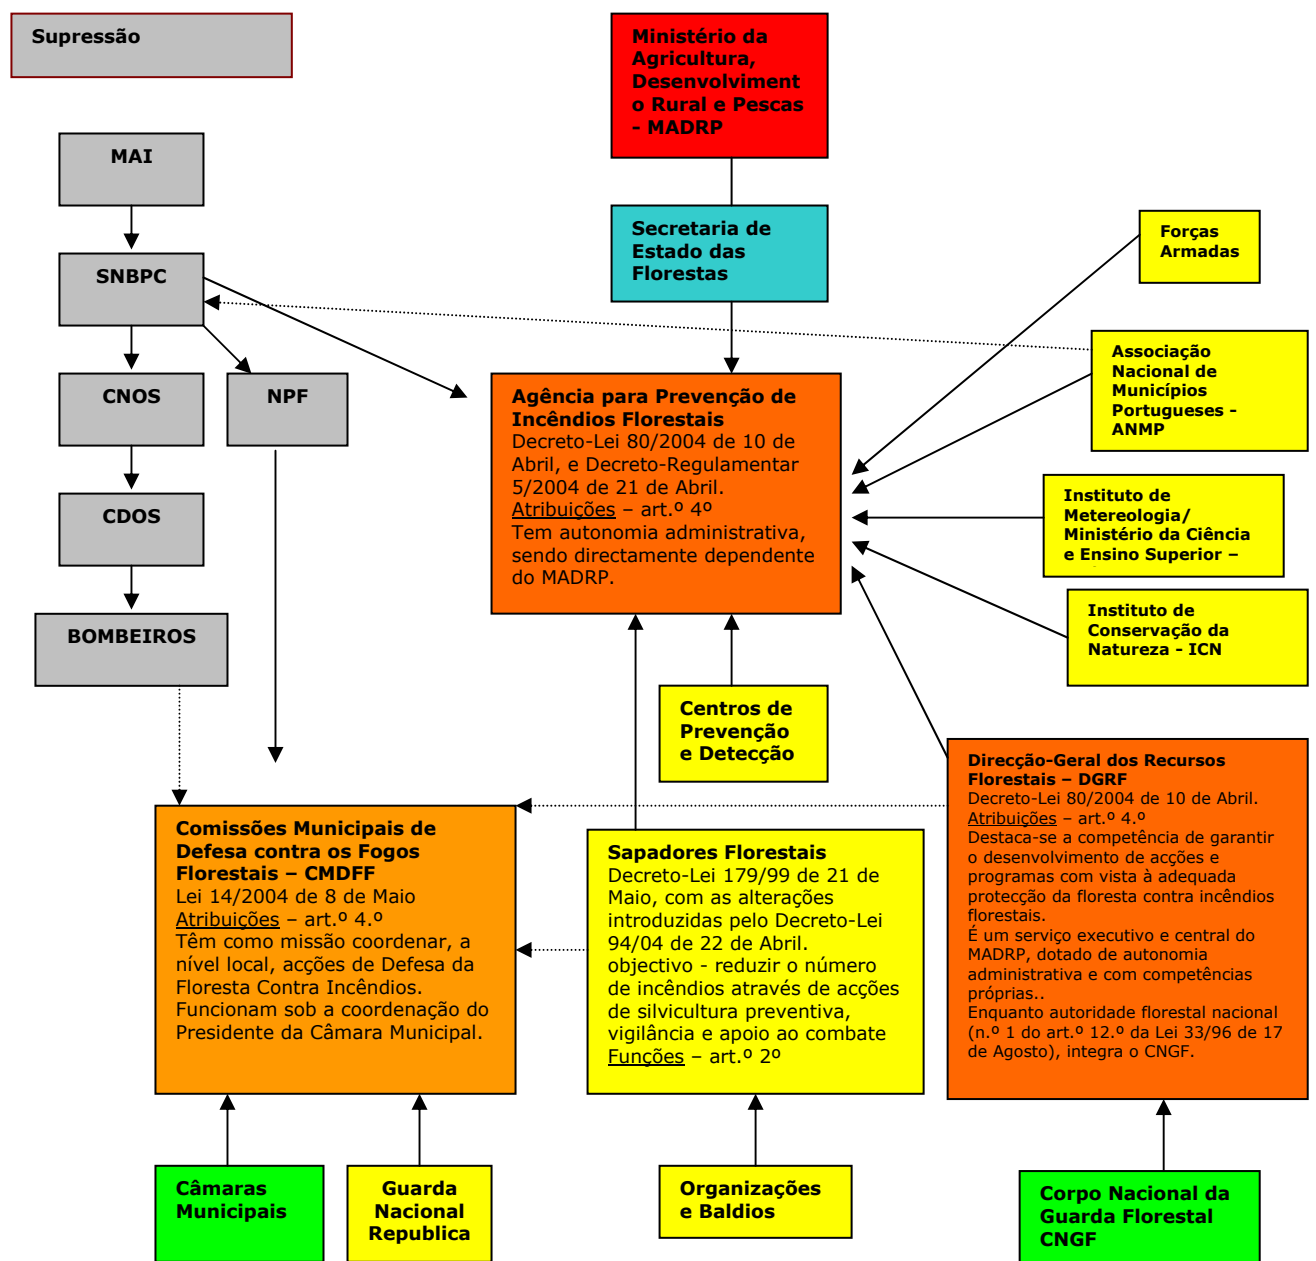 Supressão
Ministério da
Agricultura,
Desenvolviment
o Rural e Pescas
- MADRP
MAI
Secretaria de
Estado das
Florestas
Forças
Armadas
SNBPC
Associação
Nacional de
Municípios
Portugueses -
ANMP
CNOS
NPF
Agência para Prevenção de
Incêndios Florestais
Decreto-Lei 80/2004 de 10 de
Abril, e Decreto-Regulamentar
5/2004 de 21 de Abril.
Atribuições – art.º 4º
Tem autonomia administrativa,
sendo directamente dependente
do MADRP.
CDOS
Instituto de
Metereologia/
Ministério da Ciência
e Ensino Superior –
BOMBEIROS
Instituto de
Conservação da
Natureza - ICN
Centros de
Prevenção
e Detecção
Direcção-Geral dos Recursos
Florestais – DGRF
Decreto-Lei 80/2004 de 10 de Abril.
Atribuições – art.º 4.º
Destaca-se a competência de garantir
o desenvolvimento de acções e
programas com vista à adequada
protecção da floresta contra incêndios
florestais.
É um serviço executivo e central do
MADRP, dotado de autonomia
administrativa e com competências
próprias..
Enquanto autoridade florestal nacional
(n.º 1 do art.º 12.º da Lei 33/96 de 17
de Agosto), integra o CNGF.
Comissões Municipais de
Defesa contra os Fogos
Florestais – CMDFF
Lei 14/2004 de 8 de Maio
Atribuições – art.º 4.º
Têm como missão coordenar, a
nível local, acções de Defesa da
Floresta Contra Incêndios.
Funcionam sob a coordenação do
Presidente da Câmara Municipal.
Sapadores Florestais
Decreto-Lei 179/99 de 21 de
Maio, com as alterações
introduzidas pelo Decreto-Lei
94/04 de 22 de Abril.
objectivo - reduzir o número
de incêndios através de acções
de silvicultura preventiva,
vigilância e apoio ao combate
Funções – art.º 2º
Câmaras
Municipais
Guarda
Nacional
Republica
Organizações
e Baldios
Corpo Nacional da
Guarda Florestal
CNGF